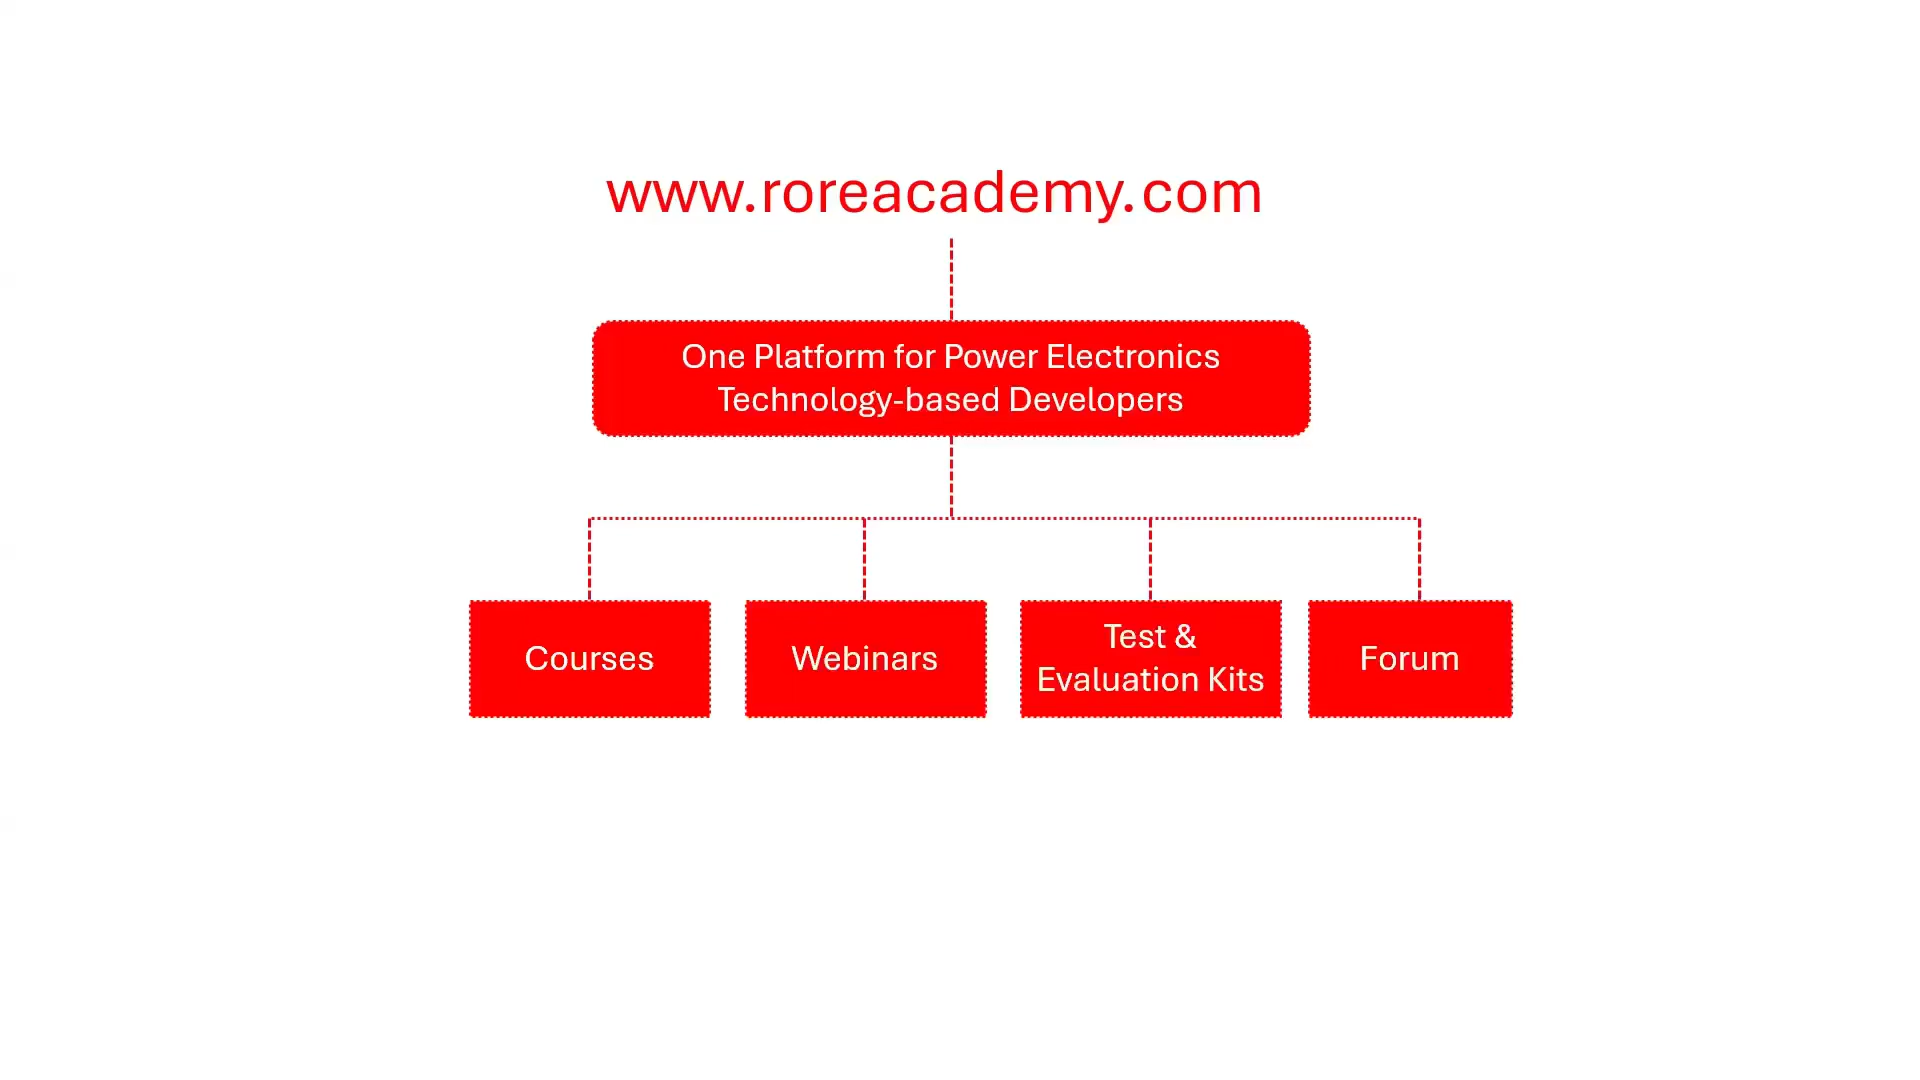 www.roreacademy.com
One Platform for Power Electronics
Technology-based Developers
Courses
Webinars
Test &
Evaluation Kits
Forum